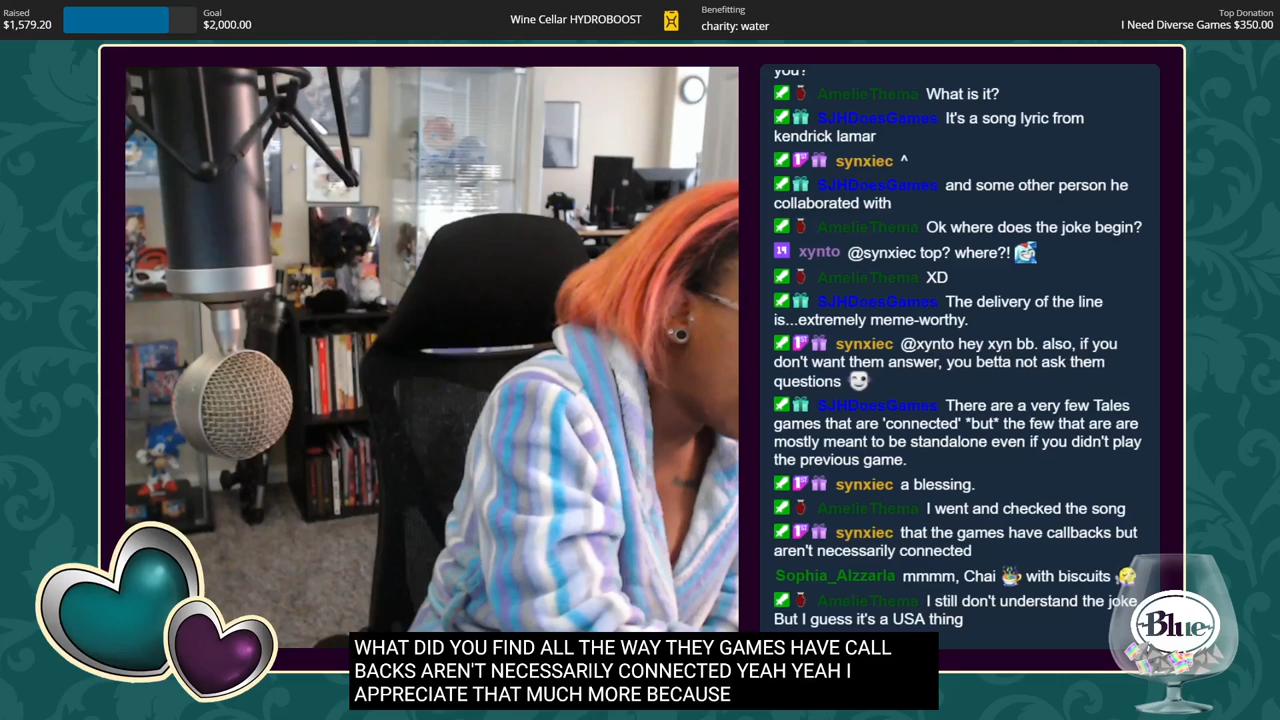 Raised
$1,579.20
Goal
$2,000.00
Wine Cellar HYDROBOOST
Benefitting
charity: water
Top Donation
I Need Diverse Games $350.00
you?
AmelieThema What is it?
SJHDoesGames It's a song lyric from
kendrick lamar
synxiec ^
SJHDoesGames and some other person he
collaborated with
AmelieThema Ok where does the joke begin?
19 xynto @synxiec top? where?!
AmelieThema XD
SJHDoesGames The delivery of the line
is...extremely meme-worthy.
synxiec @xynto hey xyn bb. also, if you
don't want them answer, you betta not ask them
questions
SJHDoesGames There are a very few Tales
games that are 'connected' *but* the few that are are
mostly meant to be standalone even if you didn't play
the previous game.
synxiec a blessing.
AmelieThema I went and checked the song
synxiec that the games have callbacks but
aren't necessarily connected
Sophia_Alzzarla mmmm, Chai with biscuits
AmelieThema I still don't understand the joke
But I guess it's a USA thing
Blue
WHAT DID YOU FIND ALL THE WAY THEY GAMES HAVE CALL
BACKS AREN'T NECESSARILY CONNECTED YEAH YEAH I
APPRECIATE THAT MUCH MORE BECAUSE